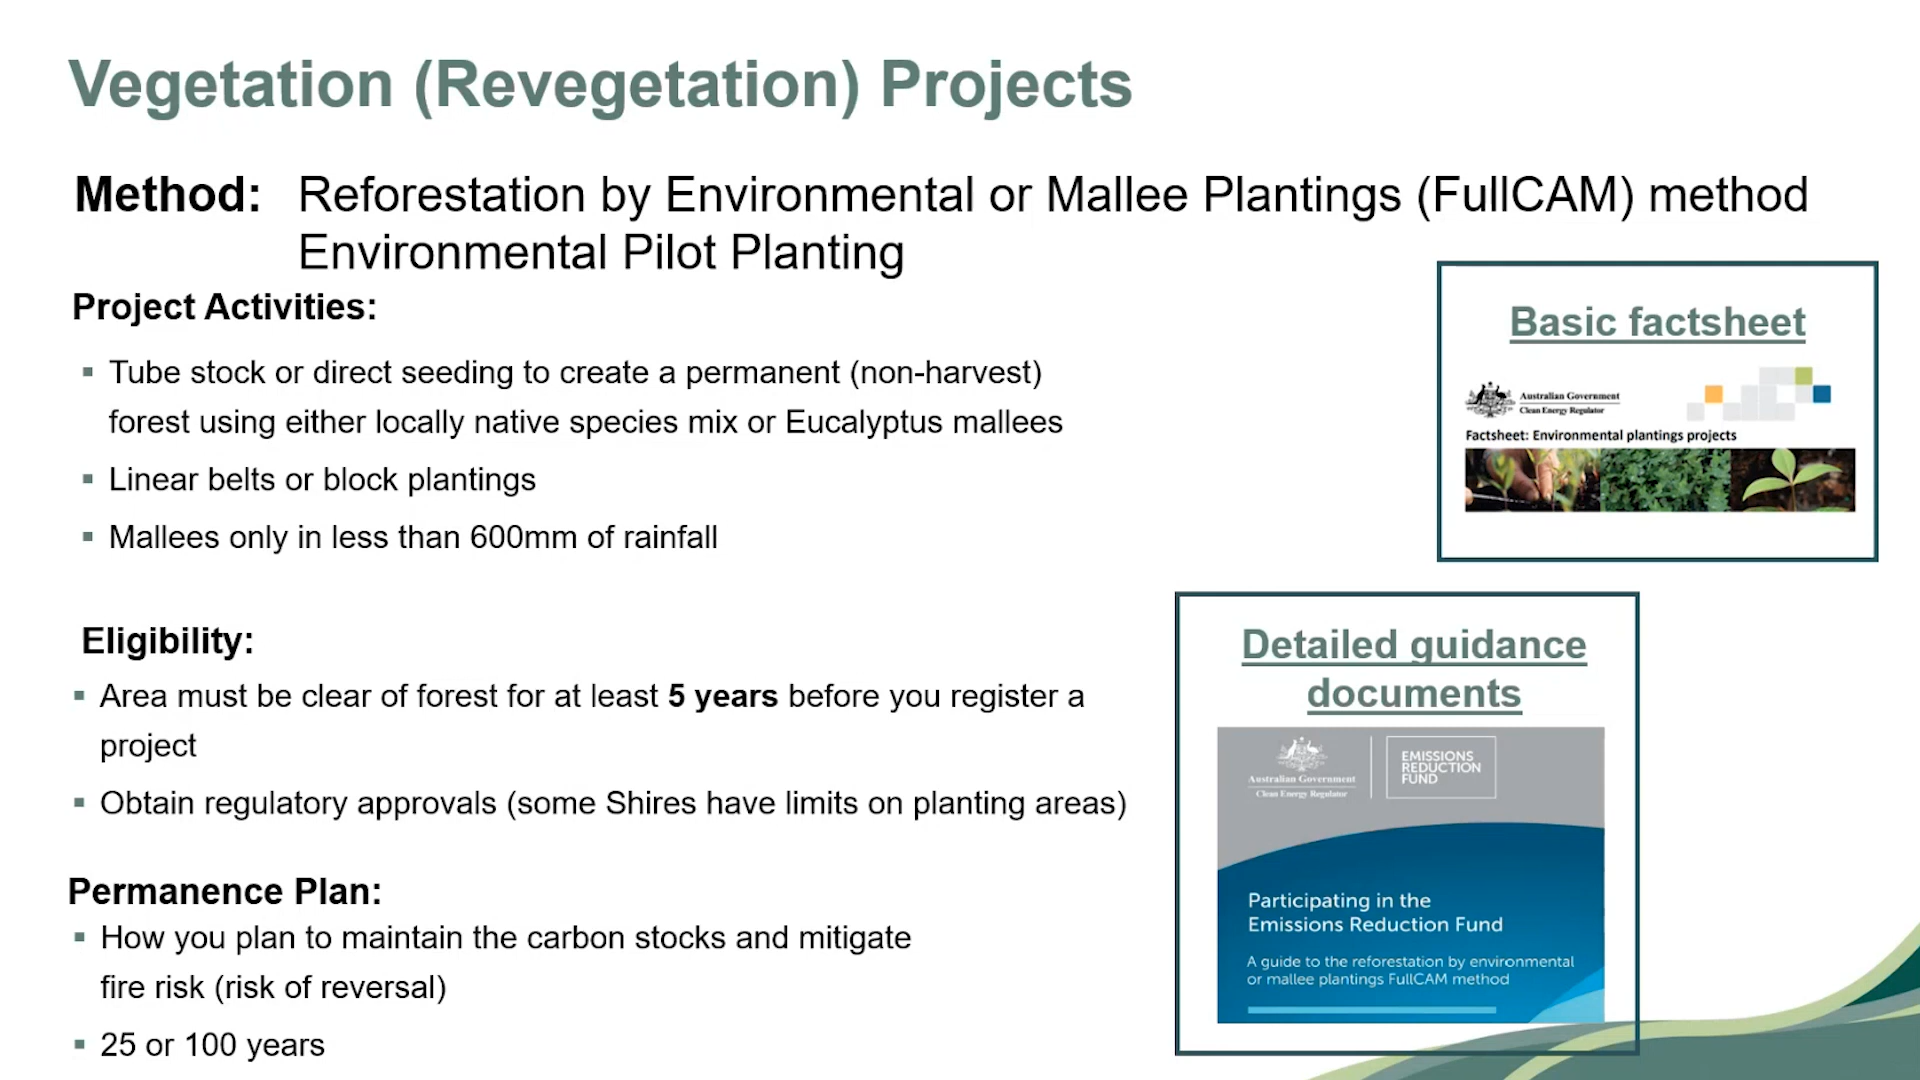 Vegetation (Revegetation) Projects
Method: Reforestation by Environmental or Mallee Plantings (FullCAM) method
Environmental Pilot Planting
Project Activities:
▪ Tube stock or direct seeding to create a permanent (non-harvest)
forest using either locally native species mix or Eucalyptus mallees
▪ Linear belts or block plantings
▪ Mallees only in less than 600mm of rainfall
Eligibility:
▪ Area must be clear of forest for at least 5 years before you register a
project
▪ Obtain regulatory approvals (some Shires have limits on planting areas)
Permanence Plan:
▪ How you plan to maintain the carbon stocks and mitigate
fire risk (risk of reversal)
▪ 25 or 100 years
Basic factsheet
Australian Government
Clean Energy Regulator
Factsheet: Environmental plantings projects
Detailed guidance
documents
Australian Government
Clean Energy Regulator
EMISSIONS
REDUCTION
FUND
Participating in the
Emissions Reduction Fund
A guide to the reforestation by environmental
or mallee plantings FullCAM method